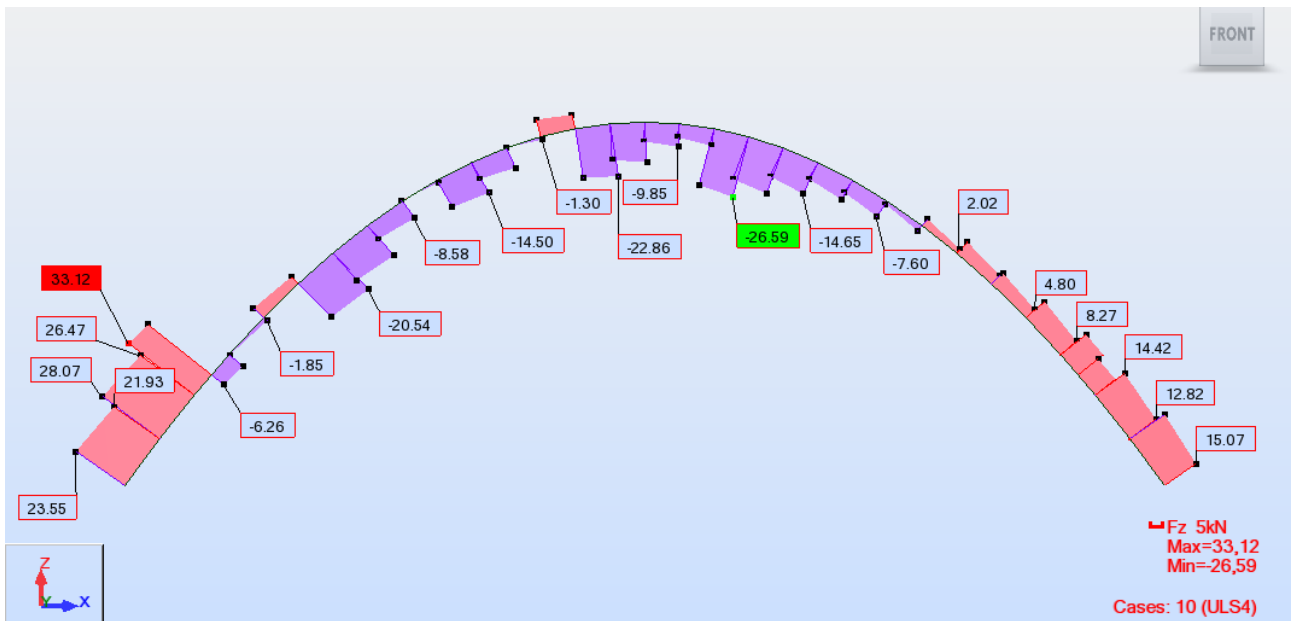 FRONT
-1.30
-9.85
2.02
-14.50
-26.59
-14.65
-8.58
-22.86
-7.60
33.12
4.80
26.47
-20.54
8.27
28.07
21.93
-1.85
14.42
12.82
-6.26
15.07
23.55
Fz 5kN
Max=33,12
Min=-26,59
Z
Y
X
Cases: 10 (ULS4)